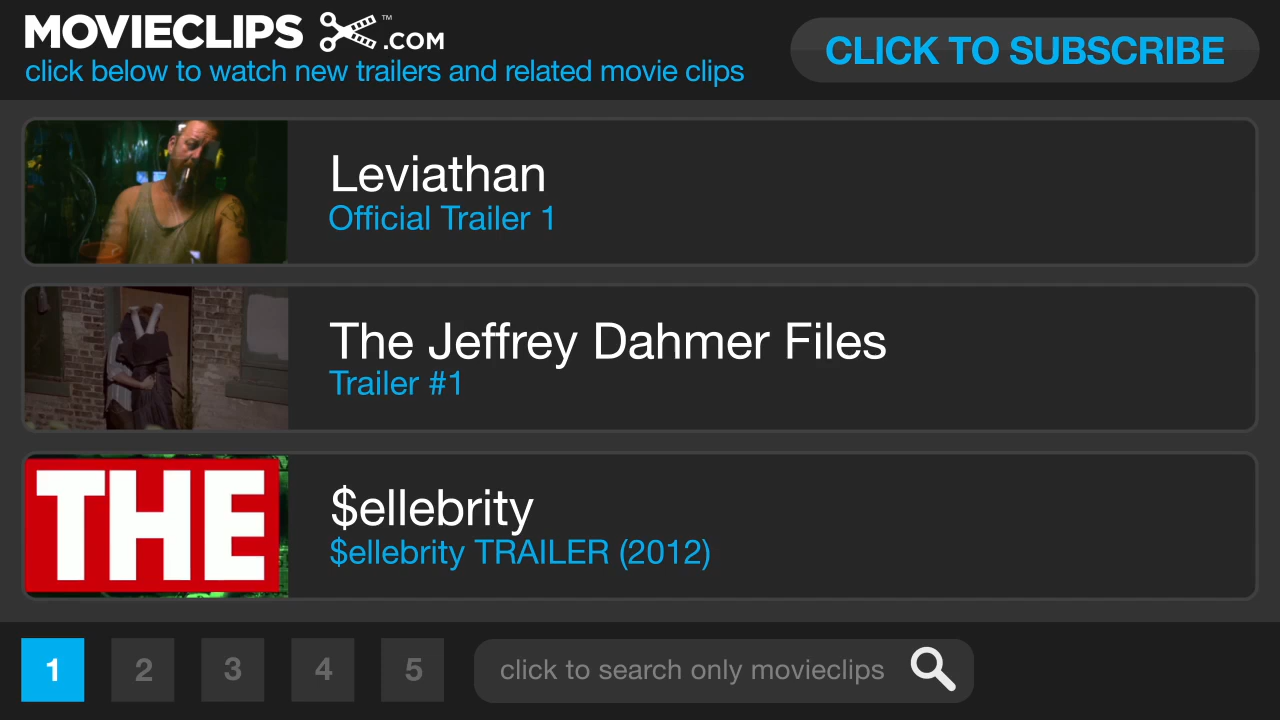 MOVIECLIPS ™ .COM
click below to watch new trailers and related movie clips
CLICK TO SUBSCRIBE
Leviathan
Official Trailer 1
The Jeffrey Dahmer Files
Trailer #1
THE
$ellebrity
$ellebrity TRAILER (2012)
1 2 3 4 5
click to search only movieclips